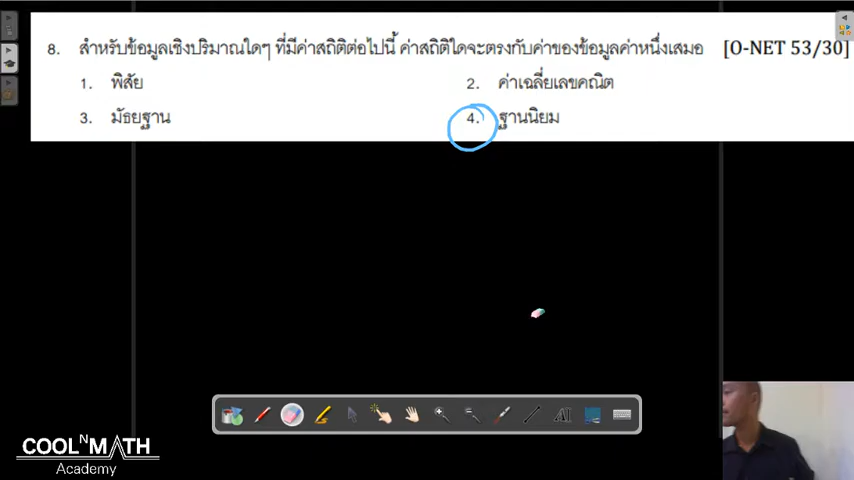 8. สำหรับข้อมูลเชิงปริมาณใดๆ ที่มีค่าสถิติต่อไปนี้ ค่าสถิติใดจะตรงกับค่าของข้อมูลค่าหนึ่งเสมอ [O-NET 53/30]
1. พิสัย 2. ค่าเฉลี่ยเลขคณิต
3. มัธยฐาน 4. ฐานนิยม
AI
COOL N MATH
Academy